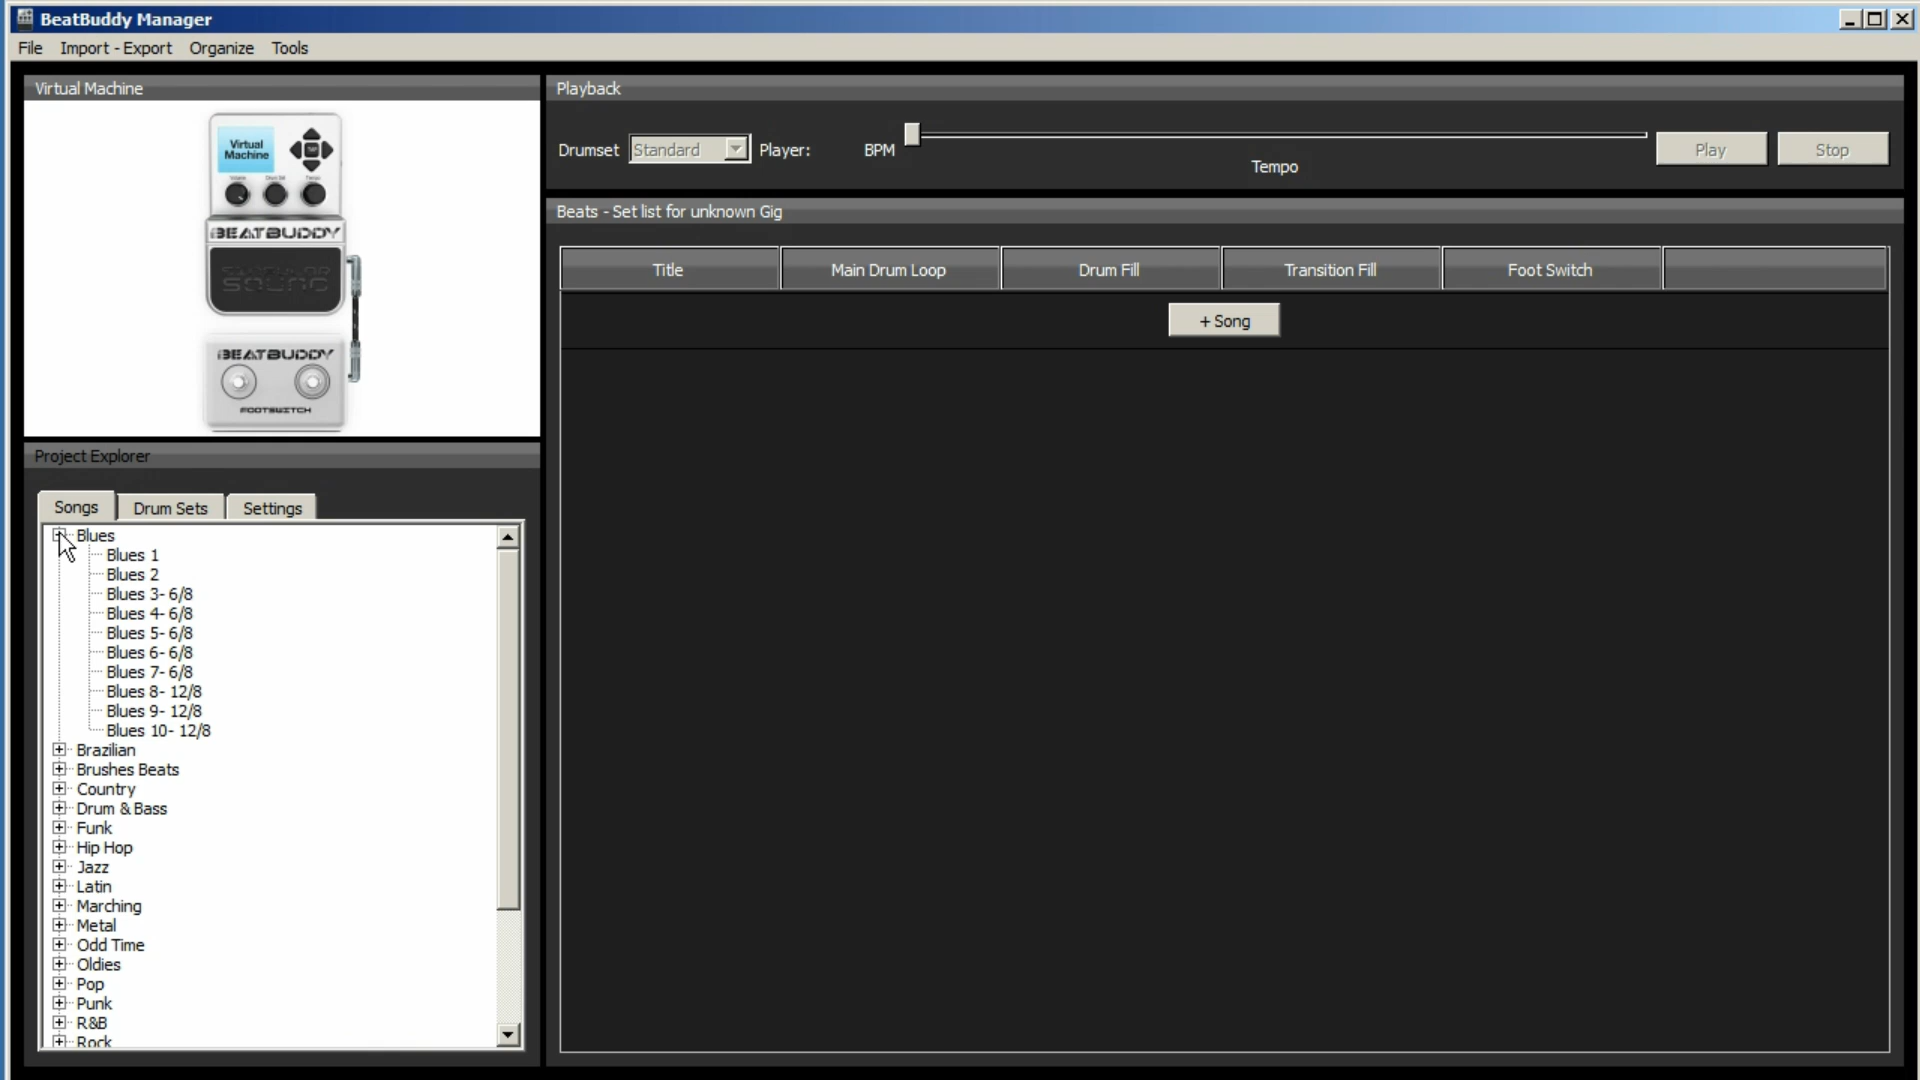 BeatBuddy Manager
File Import - Export Organize Tools
Virtual Machine
Virtual
Machine
BEATBUDDY
SINGULAR
SOUND
BEATBUDDY
FOOTSWITCH
Playback
Drumset Standard Player: BPM Tempo Play Stop
Beats - Set list for unknown Gig
Title Main Drum Loop Drum Fill Transition Fill Foot Switch
+ Song
Project Explorer
Songs Drum Sets Settings
Blues
Blues 1
Blues 2
Blues 3- 6/8
Blues 4- 6/8
Blues 5- 6/8
Blues 6- 6/8
Blues 7- 6/8
Blues 8- 12/8
Blues 9- 12/8
Blues 10- 12/8
Brazilian
Brushes Beats
Country
Drum & Bass
Funk
Hip Hop
Jazz
Latin
Marching
Metal
Odd Time
Oldies
Pop
Punk
R&B
Rock